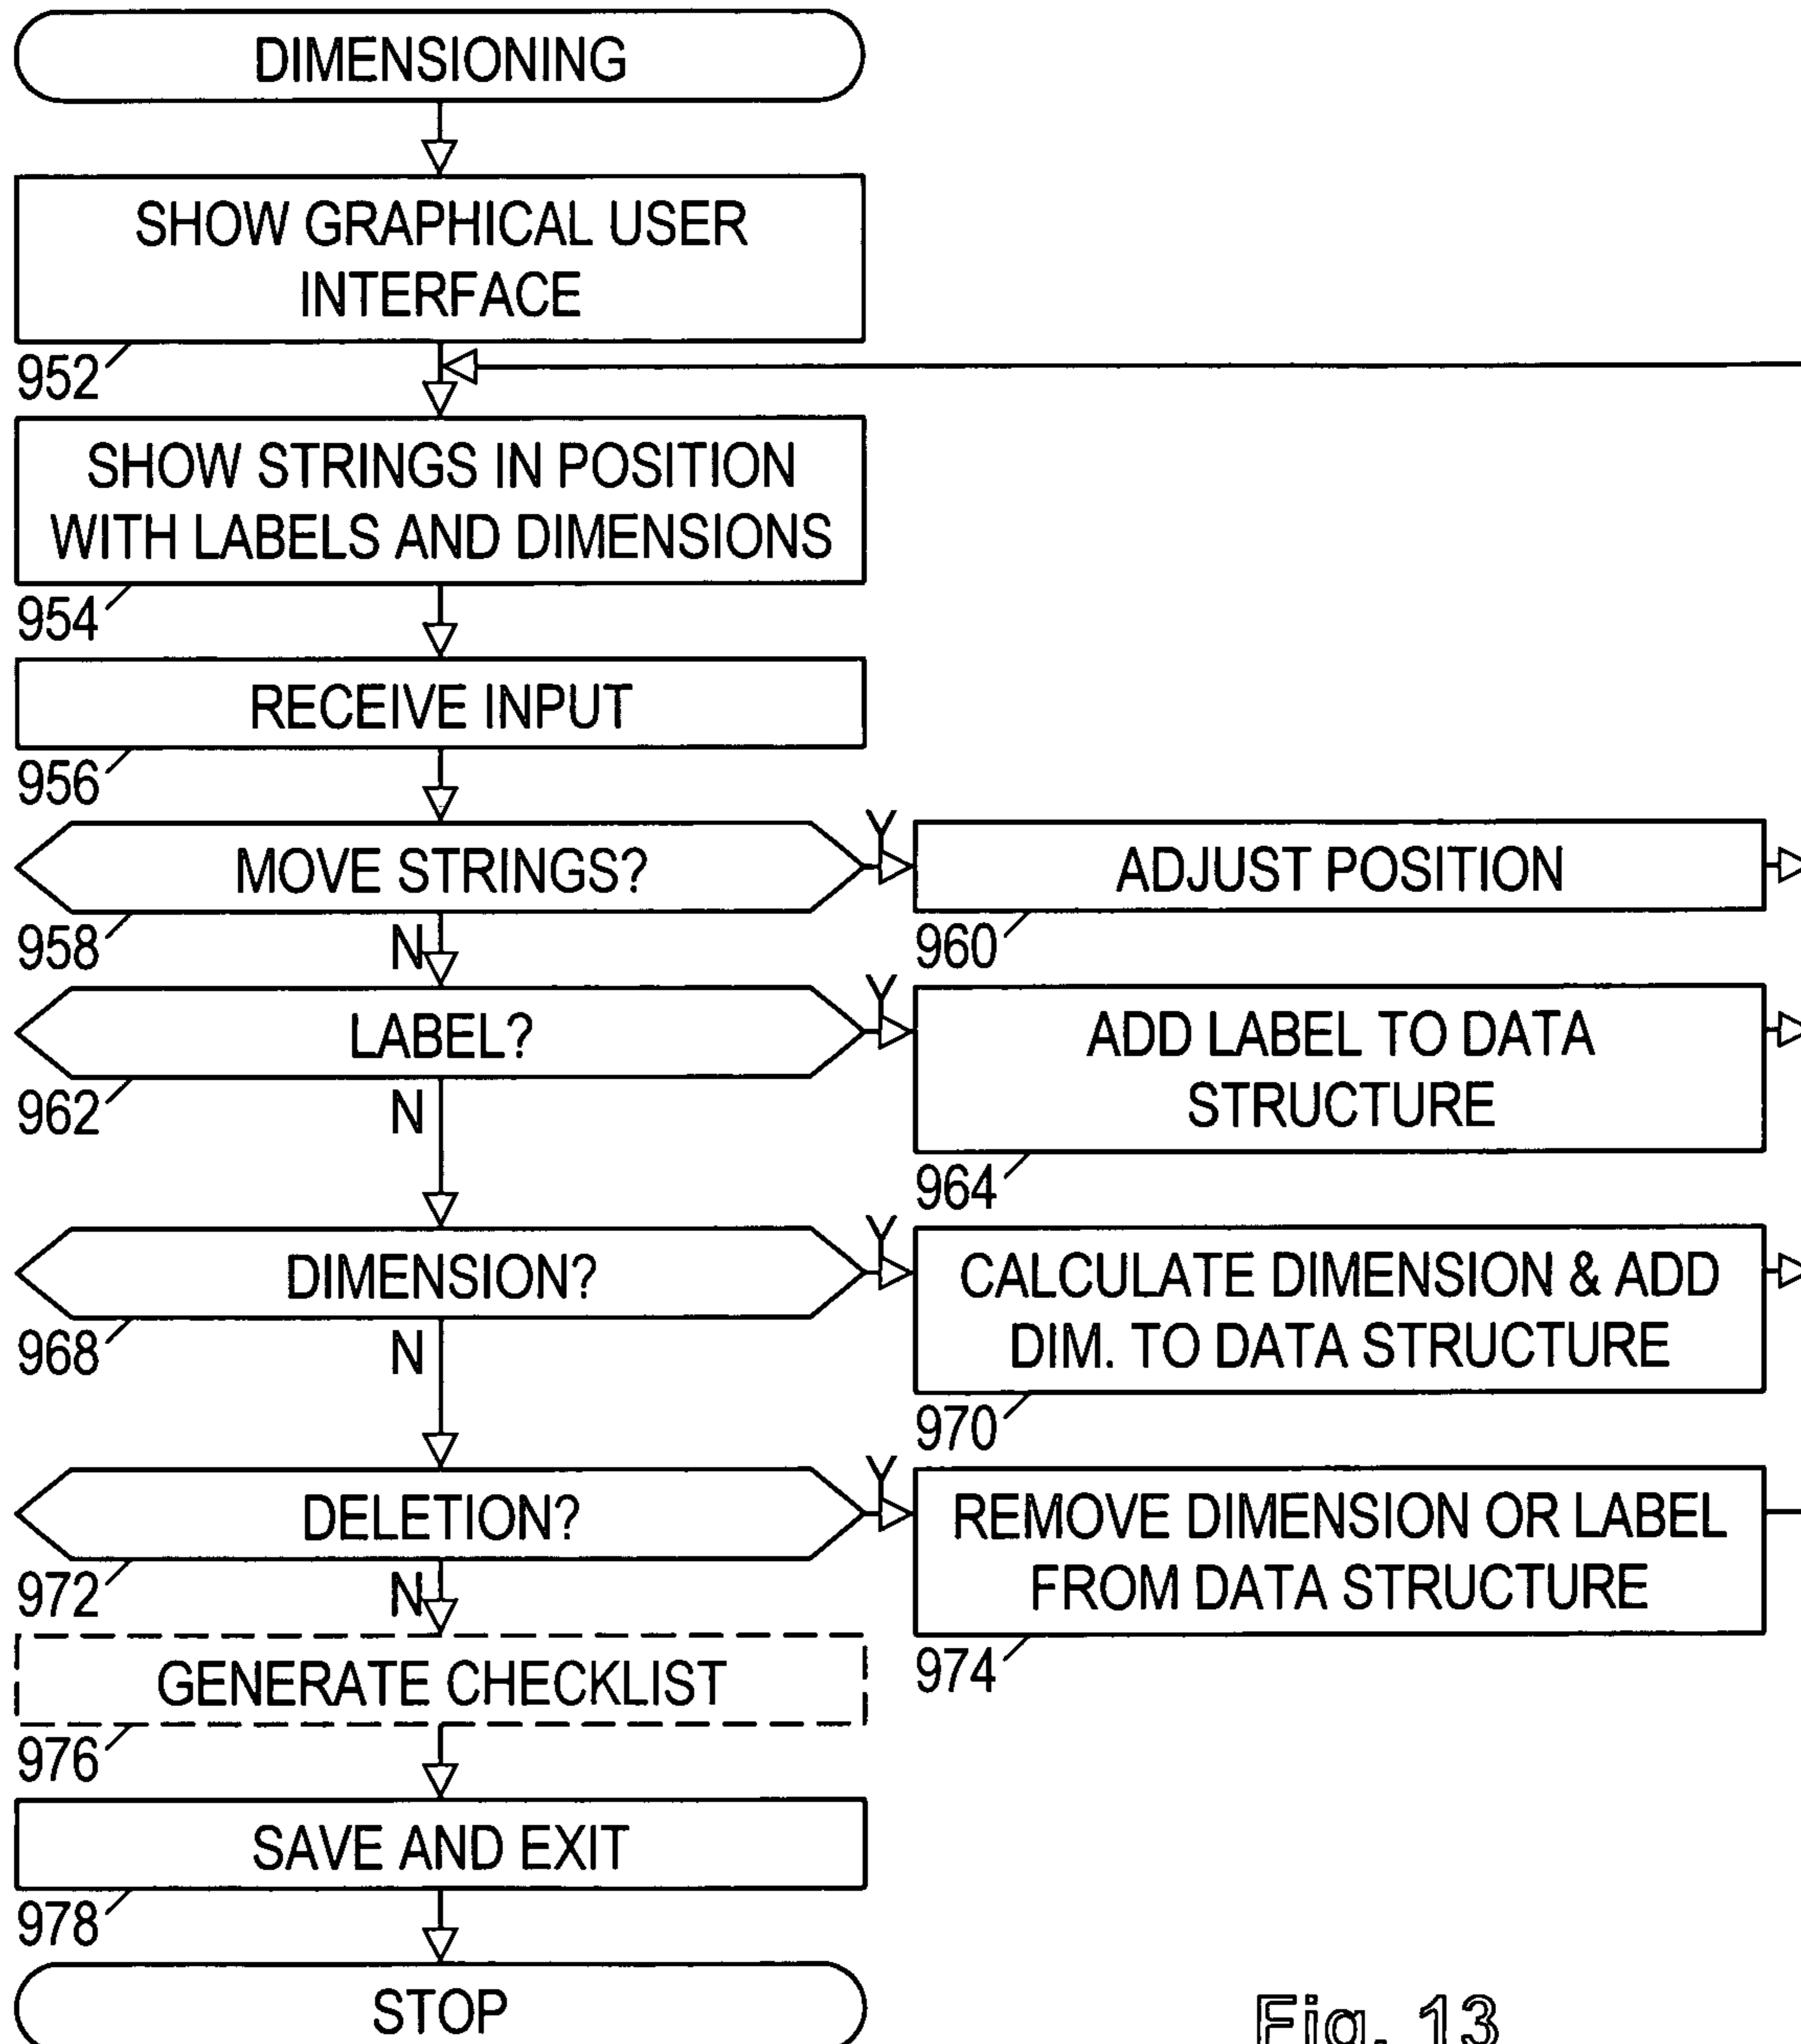 DIMENSIONING
SHOW GRAPHICAL USER
INTERFACE
952
SHOW STRINGS IN POSITION
WITH LABELS AND DIMENSIONS
954
RECEIVE INPUT
956
MOVE STRINGS?
Y
ADJUST POSITION
958
N
960
LABEL?
Y
ADD LABEL TO DATA
STRUCTURE
962
N
964
DIMENSION?
Y
CALCULATE DIMENSION & ADD
DIM. TO DATA STRUCTURE
968
N
970
DELETION?
Y
REMOVE DIMENSION OR LABEL
FROM DATA STRUCTURE
972
N
974
GENERATE CHECKLIST
976
SAVE AND EXIT
978
STOP
Fig. 13